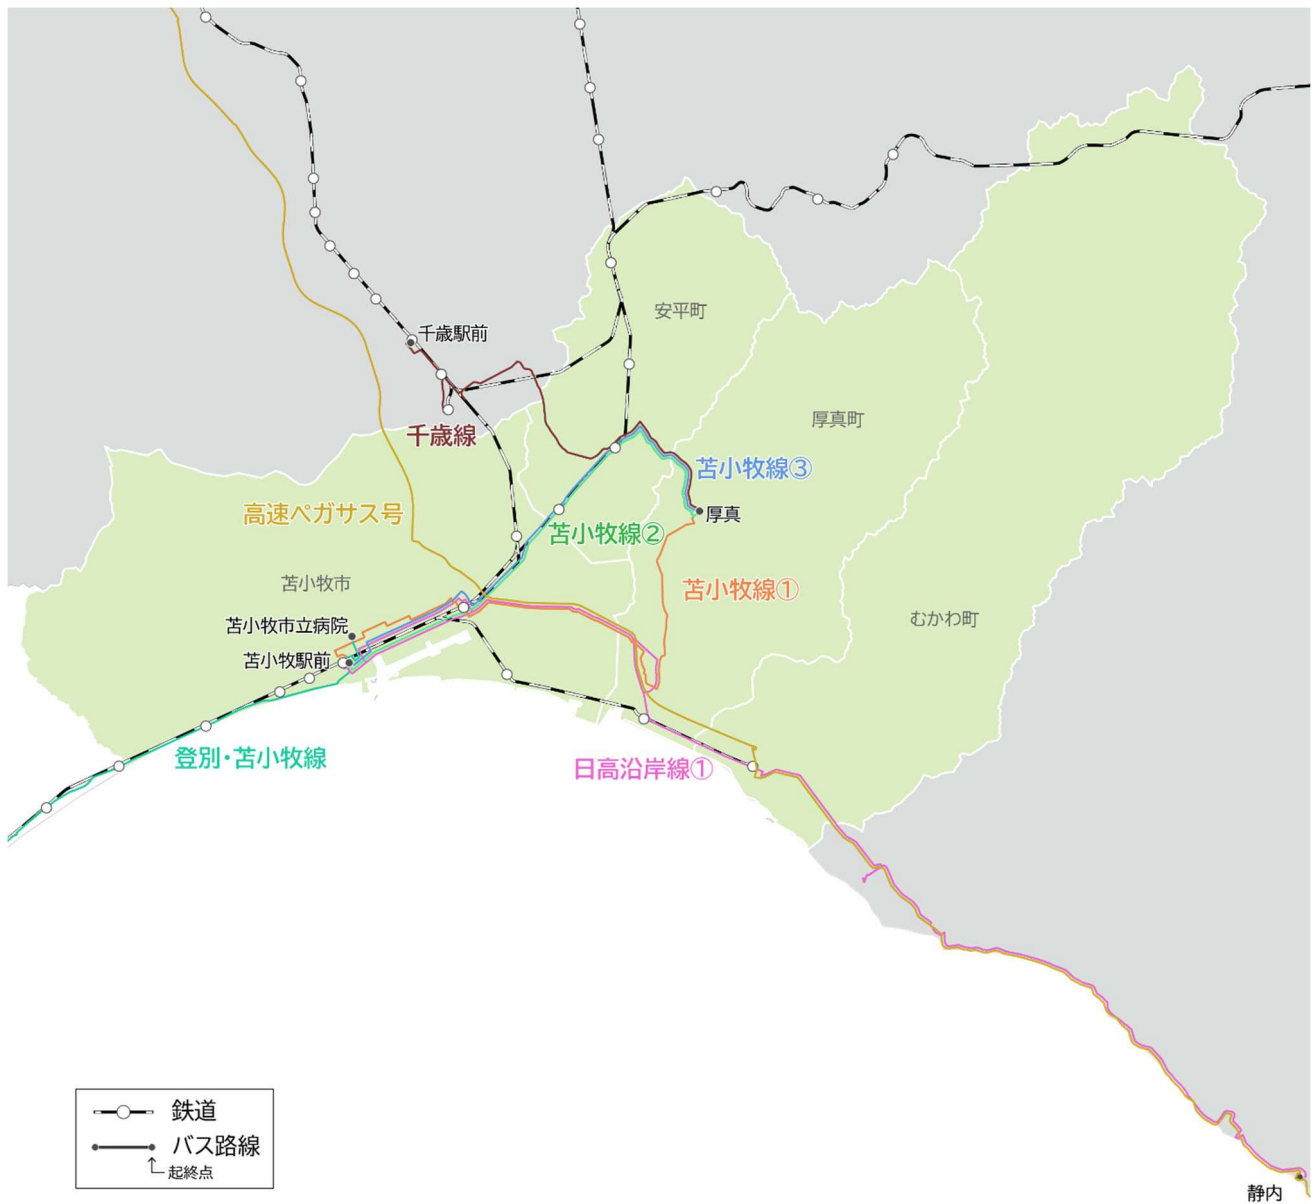 千歳駅前
安平町
厚真町
千歳線
苫小牧線③
高速ペガサス号
厚真
苫小牧線②
苫小牧市
苫小牧線①
むかわ町
苫小牧市立病院
苫小牧駅前
登別・苫小牧線
日高沿岸線①
鉄道
バス路線
起終点
静内